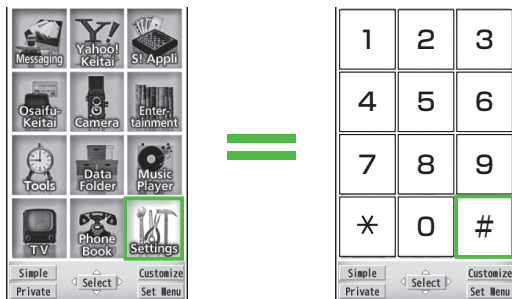 Messaging
Yahoo!
Keitai
S! Appli
Osaifu-
Keitai
Camera
Enter-
tainment
Tools
Data
Folder
Music
Player
TV
Phone
Book
Settings
Simple
Select
Customize
Private
Set Menu
1 2 3
4 5 6
7 8 9
* 0 #
Simple
Select
Customize
Private
Set Menu